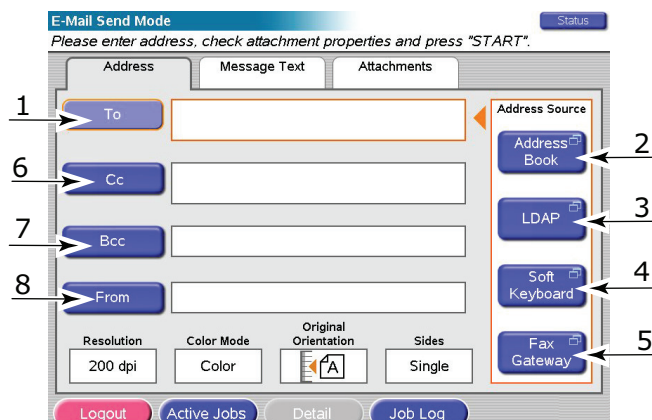 E-Mail Send Mode
Status
Please enter address, check attachment properties and press "START".
Address
Message Text
Attachments
1
To
Address Source
Address
Book
2
6
Cc
LDAP
3
7
Bcc
Soft
Keyboard
4
8
From
Fax
Gateway
5
Resolution
Color Mode
Original
Orientation
Sides
200 dpi
Color
A
Single
Logout
Active Jobs
Detail
Job Log